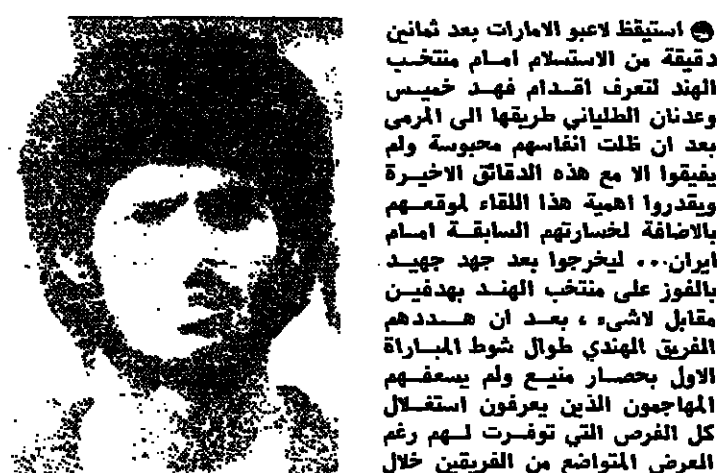 استيقظ لاعبو الامارات بعد ثمانين
دقيقة من الاستسلام امام منتخب
الهند لتعرف اقدام فهد خميس
وعدنان الطلياني طريقها الى المرمى
بعد ان ظلت انفاسهم محبوسة ولم
يفيقوا الا مع هذه الدقائق الاخيرة
ويقدروا اهمية هذا اللقاء لموقعهم
بالاضافة لخسارتهم السابقة امام
ايران... ليخرجوا بعد جهد جهيد
بالفوز على منتخب الهند بهدفين
مقابل لاشيء ، بعد ان هددهم
الفريق الهندي طوال شوط المباراة
الاول بحصار منيع ولم يسعفهم
المهاجمون الذين يعرفون استغلال
كل الفرص التي توفرت لهم رغم
العرض المتواضع من الفريقين خلال